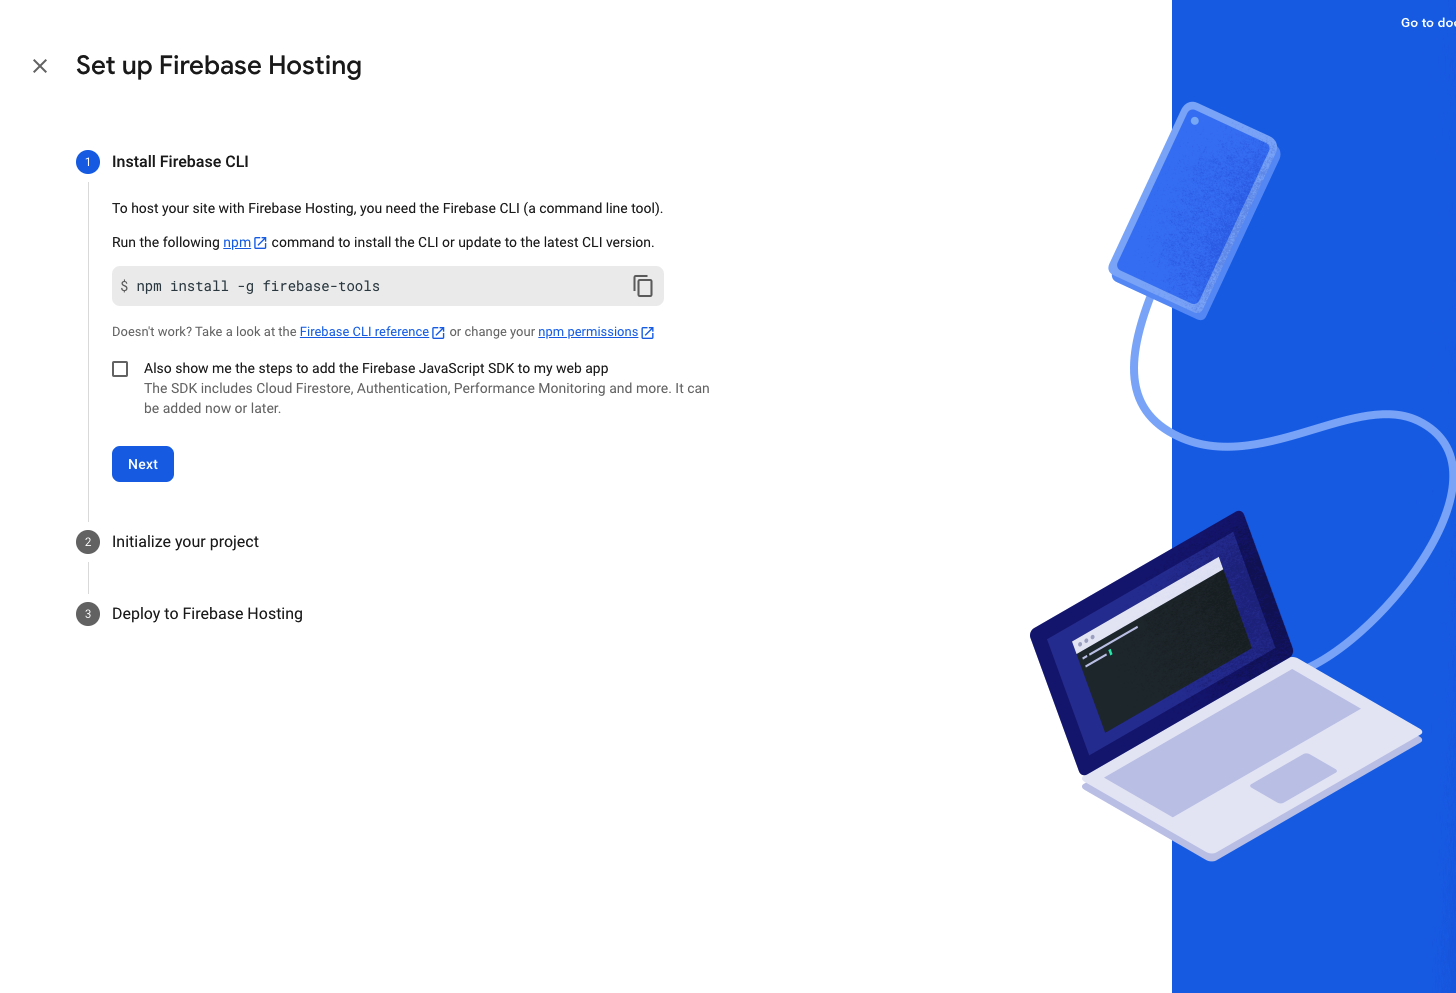 Go to
Set up Firebase Hosting
1 Install Firebase CLI
To host your site with Firebase Hosting, you need the Firebase CLI (a command line tool).
Run the following npm command to install the CLI or update to the latest CLI version.
$ npm install -g firebase-tools
Doesn't work? Take a look at the Firebase CLI reference or change your npm permissions
Also show me the steps to add the Firebase JavaScript SDK to my web app
The SDK includes Cloud Firestore, Authentication, Performance Monitoring and more. It can
be added now or later.
Next
2 Initialize your project
3 Deploy to Firebase Hosting